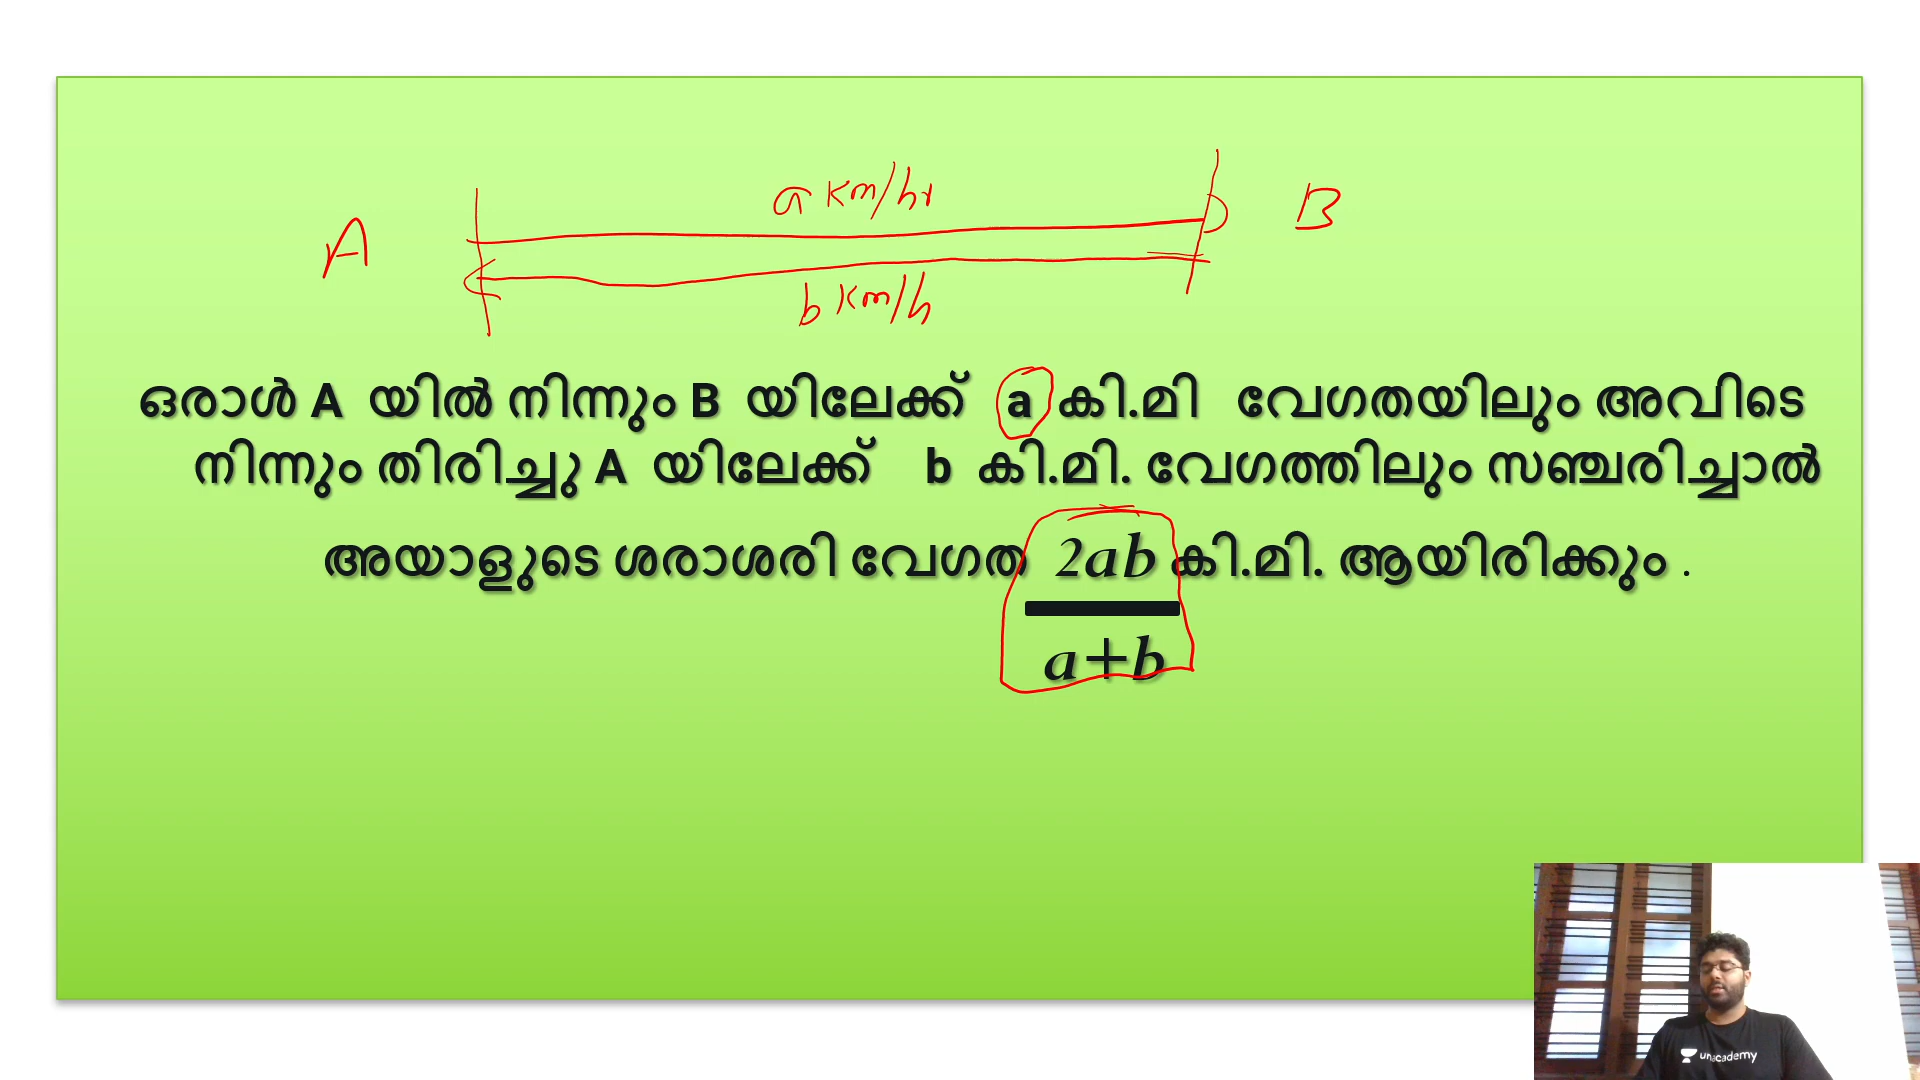 a km/hr
A
B
b km/h
ഒരാൾ A യിൽ നിന്നും B യിലേക്ക് a കി.മി വേഗതയിലും അവിടെ
നിന്നും തിരിച്ചു A യിലേക്ക് b കി.മി. വേഗത്തിലും സഞ്ചരിച്ചാൽ
അയാളുടെ ശരാശരി വേഗത 2ab കി.മി. ആയിരിക്കും .
a+b
unacademy